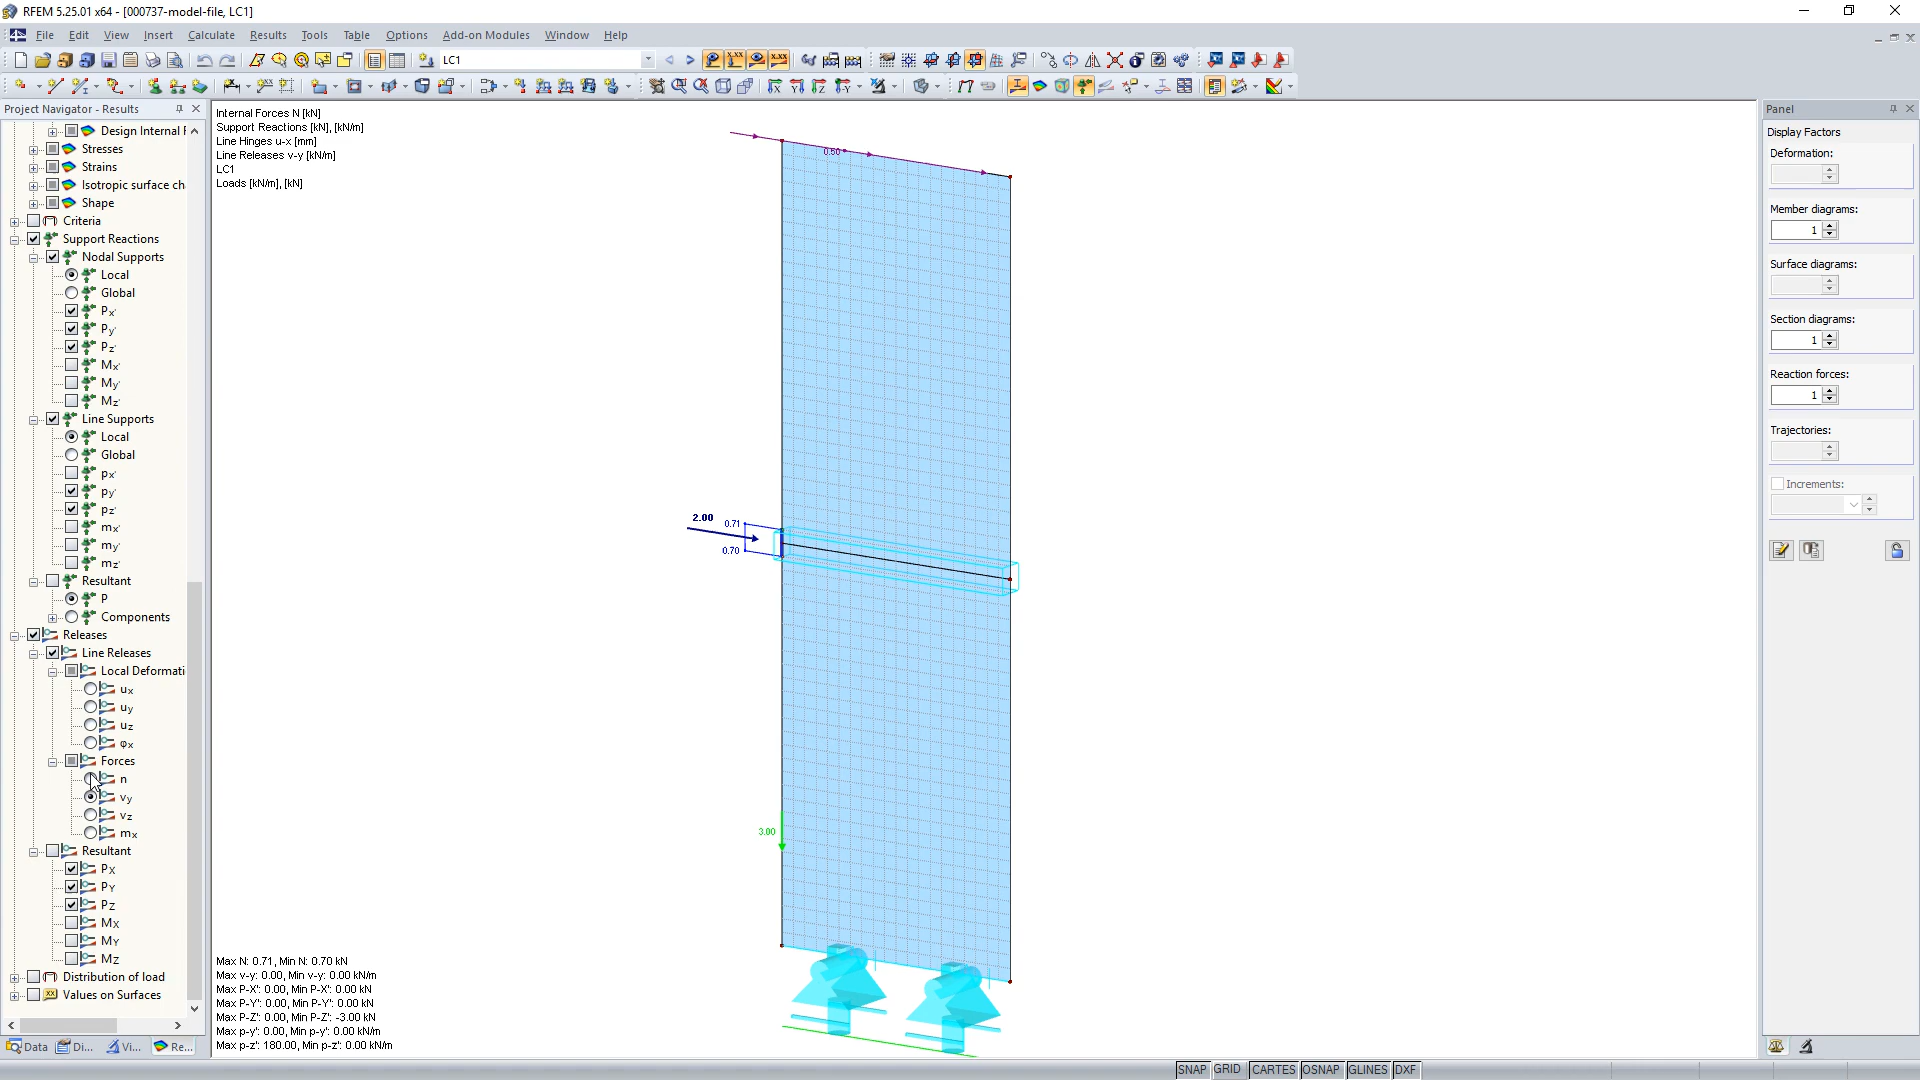 RFEM 5.25.01 x64 - [000737-model-file, LC1]
File Edit View Insert Calculate Results Tools Table Options Add-on Modules Window Help
LC1
Project Navigator - Results
Design Internal F
Stresses
Strains
Isotropic surface ch
Shape
Criteria
Support Reactions
Nodal Supports
Local
Global
Px'
Py'
Pz'
Mx'
My'
Mz'
Line Supports
Local
Global
px'
py'
pz'
mx'
my'
mz'
Resultant
P
Components
Releases
Line Releases
Local Deformati
ux
uy
uz
φx
Forces
n
vy
vz
mx
Resultant
PX
PY
PZ
MX
MY
MZ
Distribution of load
Values on Surfaces
Data Di... Vi... Re...
Internal Forces N [kN]
Support Reactions [kN], [kN/m]
Line Hinges u-x [mm]
Line Releases v-y [kN/m]
LC1
Loads [kN/m], [kN]
0.50
2.00
0.71
0.70
3.00
Max N: 0.71, Min N: 0.70 kN
Max v-y: 0.00, Min v-y: 0.00 kN/m
Max P-X': 0.00, Min P-X': 0.00 kN
Max P-Y': 0.00, Min P-Y': 0.00 kN
Max P-Z': 0.00, Min P-Z': -3.00 kN
Max p-y': 0.00, Min p-y': 0.00 kN/m
Max p-z': 180.00, Min p-z': 0.00 kN/m
Panel
Display Factors
Deformation:
Member diagrams:
1
Surface diagrams:
Section diagrams:
1
Reaction forces:
1
Trajectories:
Increments:
SNAP GRID CARTES OSNAP GLINES DXF